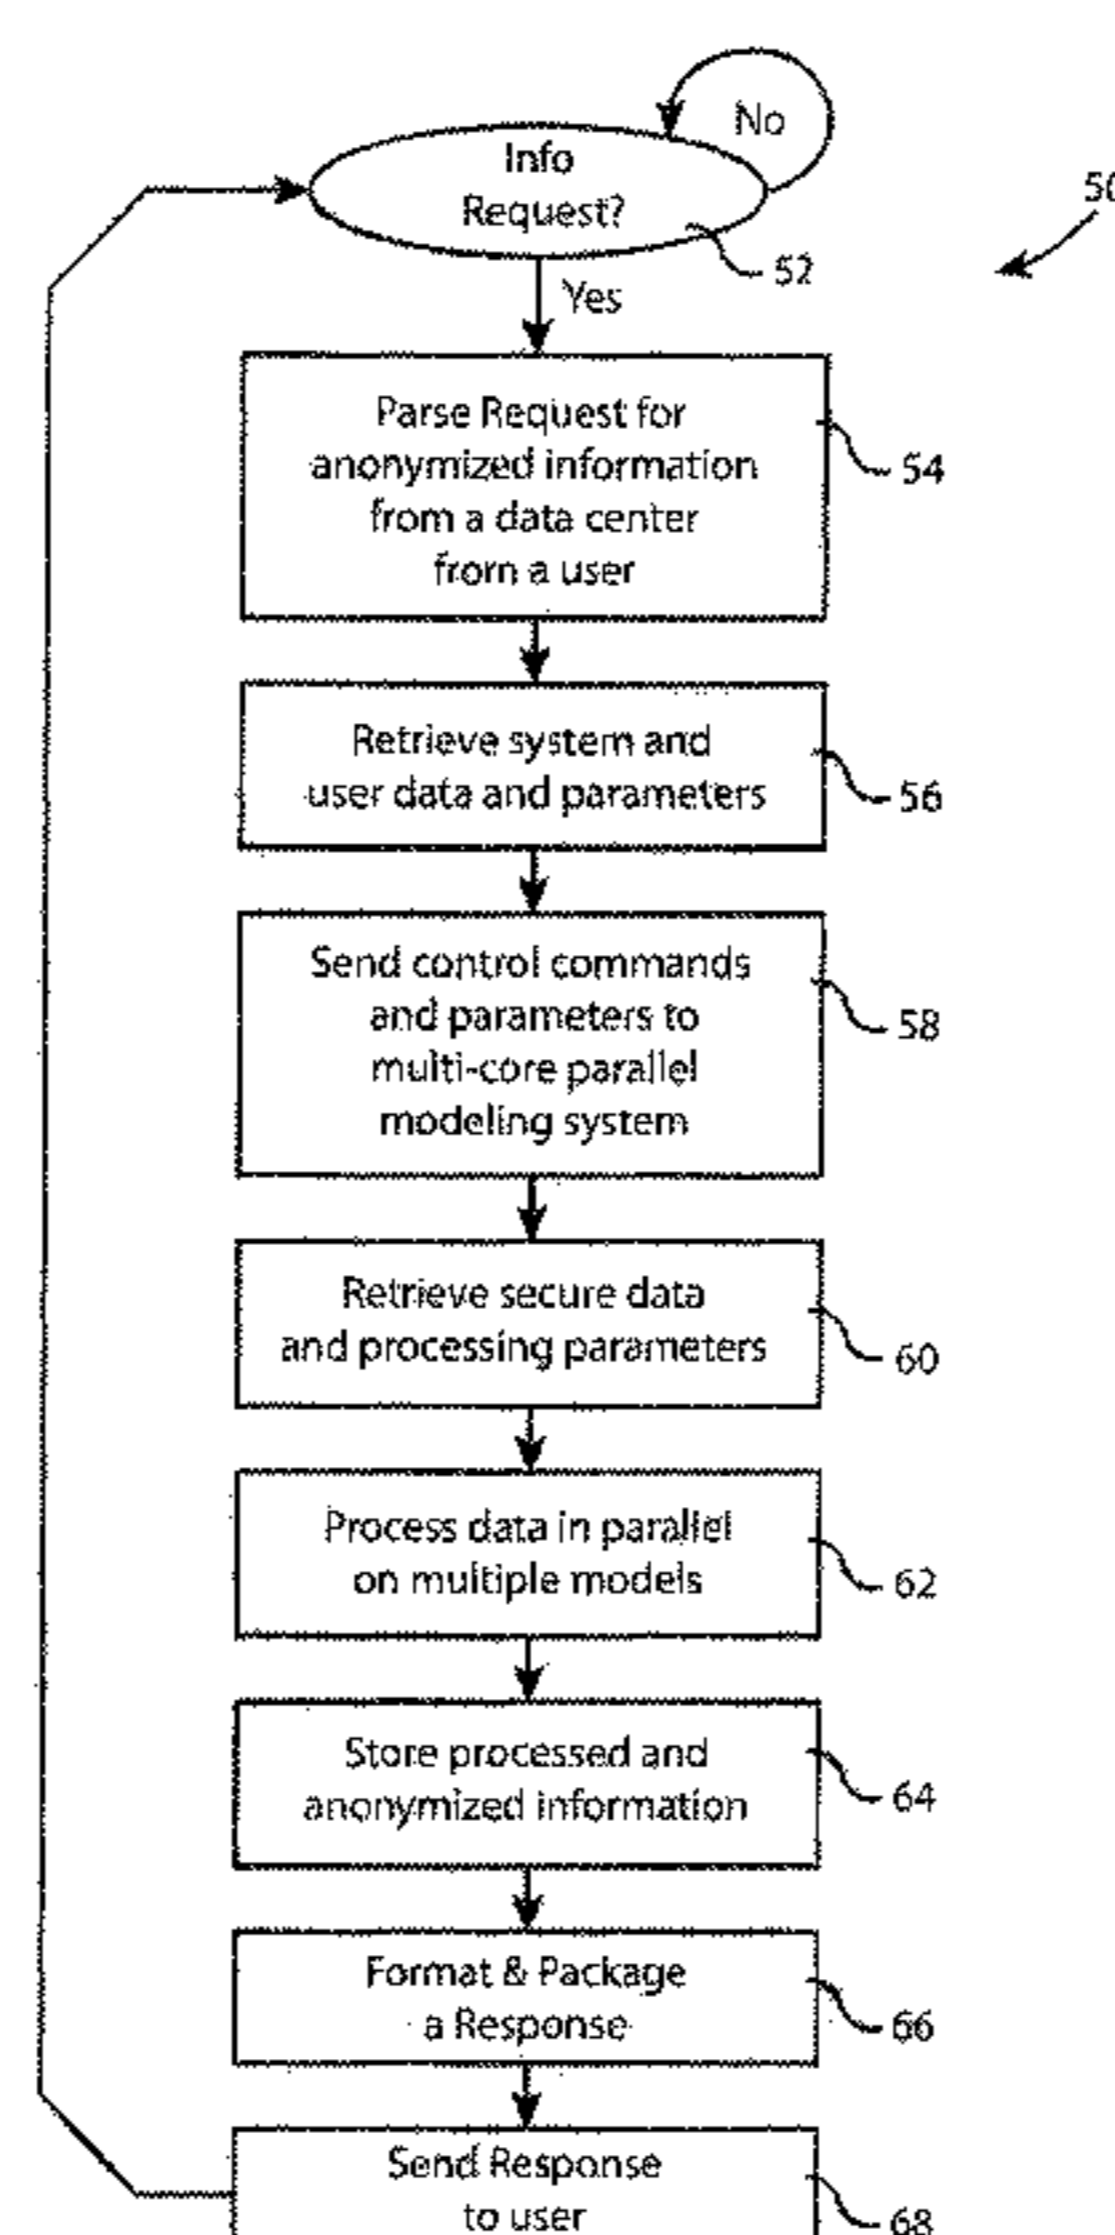 No
Info
Request?
52
Yes
Parse Request for
anonymized information
from a data center
from a user
54
Retrieve system and
user data and parameters
56
Send control commands
and parameters to
multi-core parallel
modeling system
58
Retrieve secure data
and processing parameters
60
Process data in parallel
on multiple models
62
Store processed and
anonymized information
64
Format & Package
a Response
66
Send Response
to user
68